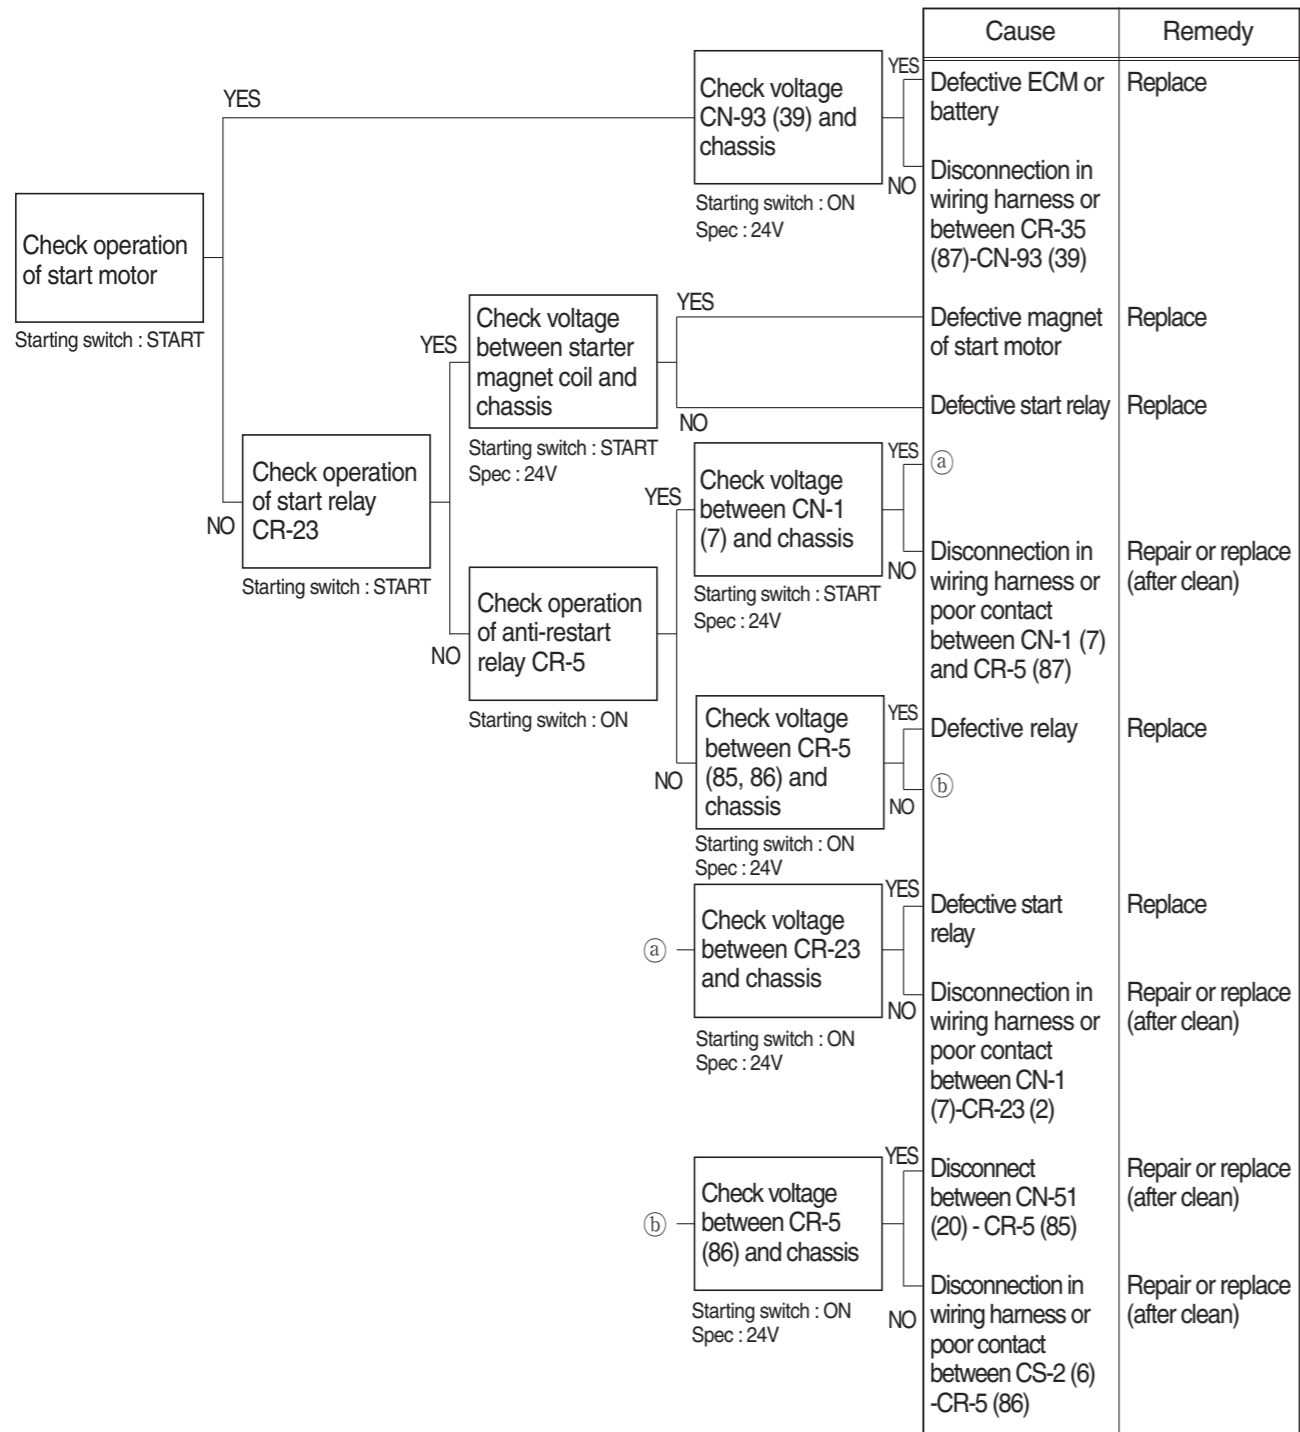 Cause
Remedy
YES
Check voltage
CN-93 (39) and
chassis
Starting switch : ON
Spec : 24V
YES
Defective ECM or
battery
Replace
NO
Disconnection in
wiring harness or
between CR-35
(87)-CN-93 (39)
Check operation
of start motor
Starting switch : START
YES
Check voltage
between starter
magnet coil and
chassis
Starting switch : START
Spec : 24V
YES
Defective magnet
of start motor
Replace
NO
Defective start relay
Replace
NO
Check operation
of start relay
CR-23
Starting switch : START
YES
Check voltage
between CN-1
(7) and chassis
Starting switch : START
Spec : 24V
YES
ⓐ
NO
Disconnection in
wiring harness or
poor contact
between CN-1 (7)
and CR-5 (87)
Repair or replace
(after clean)
NO
Check operation
of anti-restart
relay CR-5
Starting switch : ON
NO
Check voltage
between CR-5
(85, 86) and
chassis
Starting switch : ON
Spec : 24V
YES
Defective relay
Replace
NO
ⓑ
ⓐ
Check voltage
between CR-23
and chassis
Starting switch : ON
Spec : 24V
YES
Defective start
relay
Replace
NO
Disconnection in
wiring harness or
poor contact
between CN-1
(7)-CR-23 (2)
Repair or replace
(after clean)
ⓑ
Check voltage
between CR-5
(86) and chassis
Starting switch : ON
Spec : 24V
YES
Disconnect
between CN-51
(20) - CR-5 (85)
Repair or replace
(after clean)
NO
Disconnection in
wiring harness or
poor contact
between CS-2 (6)
-CR-5 (86)
Repair or replace
(after clean)